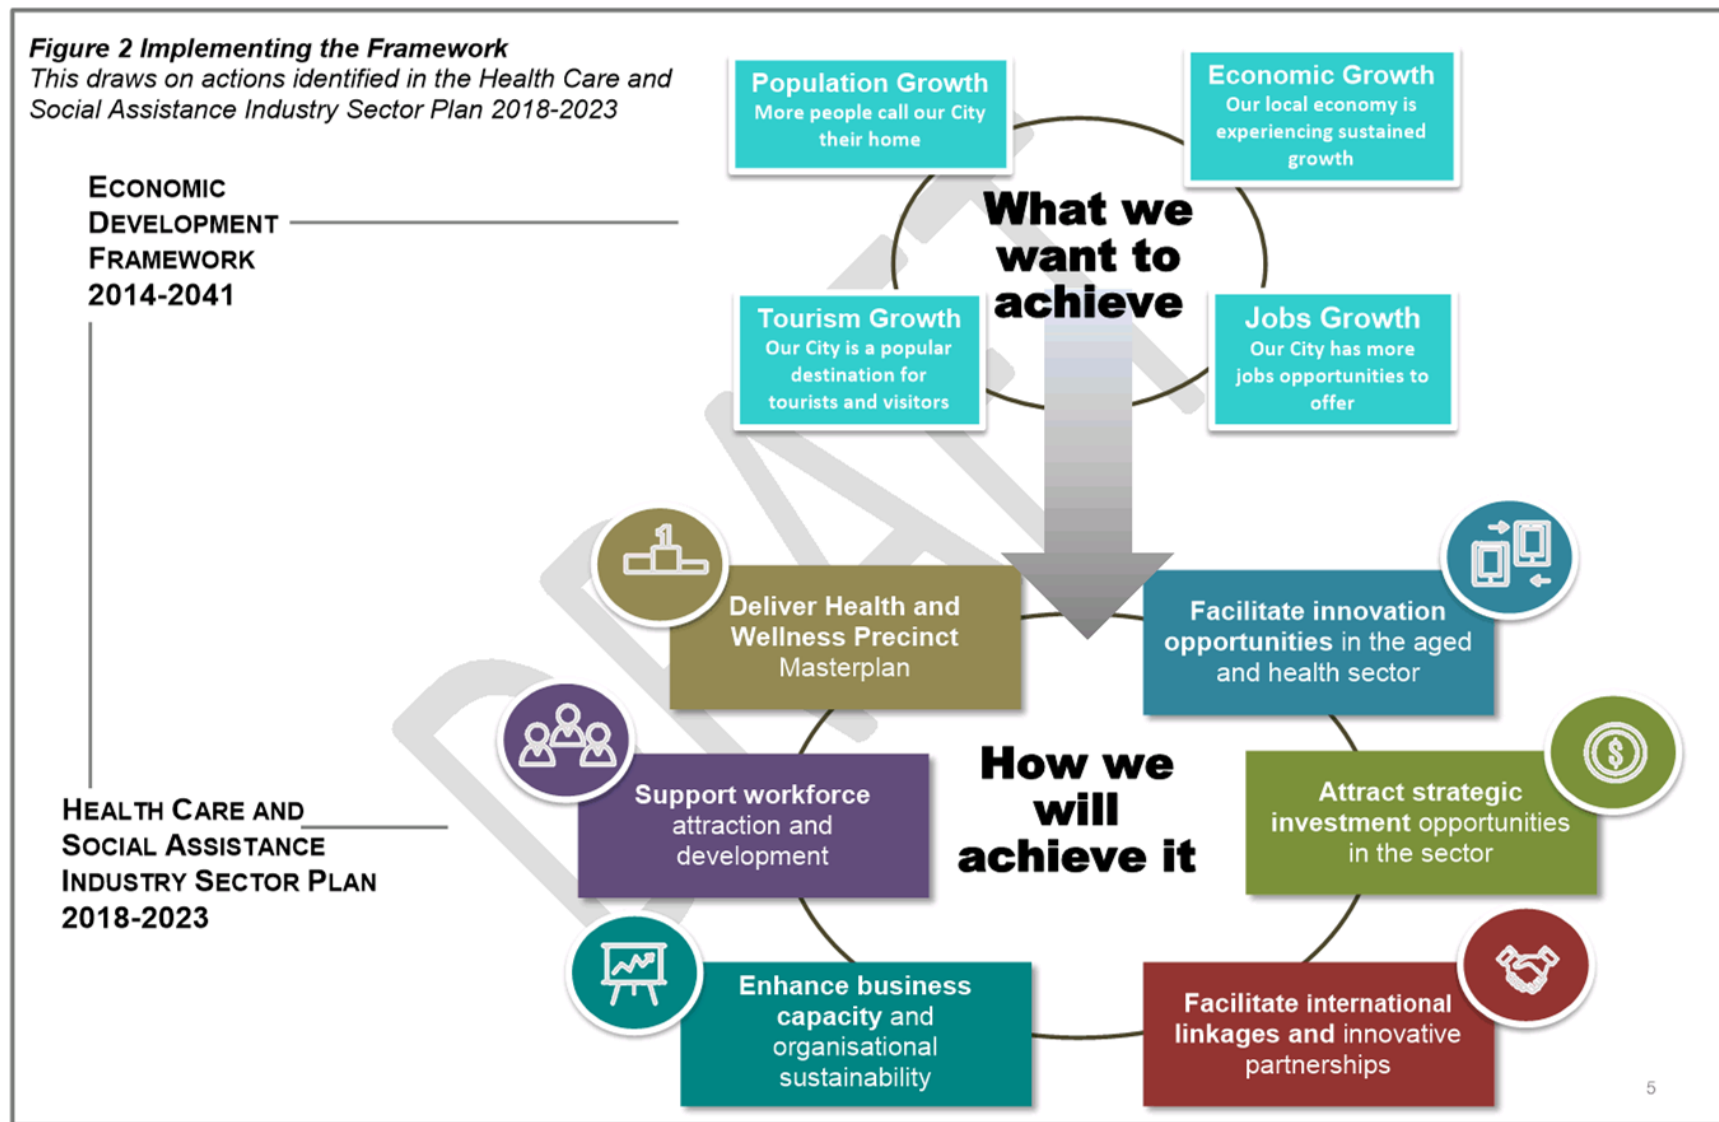 Figure 2 Implementing the Framework
This draws on actions identified in the Health Care and
Social Assistance Industry Sector Plan 2018-2023
ECONOMIC
DEVELOPMENT
FRAMEWORK
2014-2041
Population Growth
More people call our City
their home
Economic Growth
Our local economy is
experiencing sustained
growth
What we
want to
achieve
Tourism Growth
Our City is a popular
destination for
tourists and visitors
Jobs Growth
Our City has more
jobs opportunities to
offer
DRAFT
1
Deliver Health and
Wellness Precinct
Masterplan
Facilitate innovation
opportunities in the aged
and health sector
HEALTH CARE AND
SOCIAL ASSISTANCE
INDUSTRY SECTOR PLAN
2018-2023
Support workforce
attraction and
development
How we
will
achieve it
$
Attract strategic
investment opportunities
in the sector
Enhance business
capacity and
organisational
sustainability
Facilitate international
linkages and innovative
partnerships
5